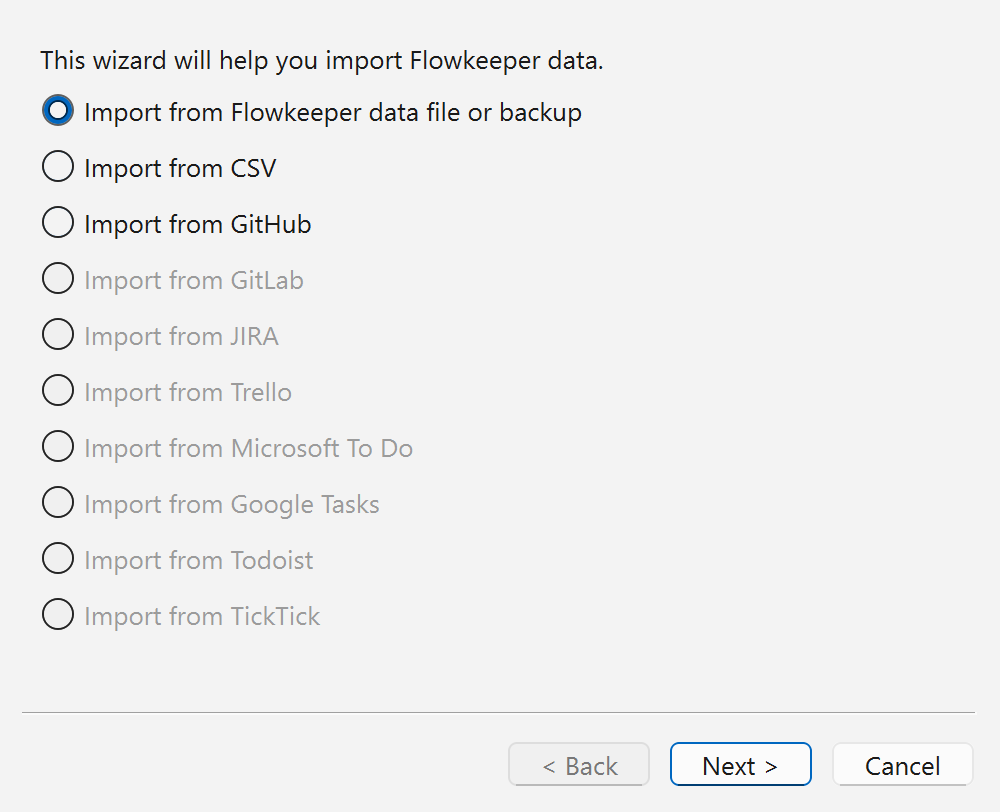 This wizard will help you import Flowkeeper data.
Import from Flowkeeper data file or backup
Import from CSV
Import from GitHub
Import from GitLab
Import from JIRA
Import from Trello
Import from Microsoft To Do
Import from Google Tasks
Import from Todoist
Import from TickTick
< Back Next > Cancel